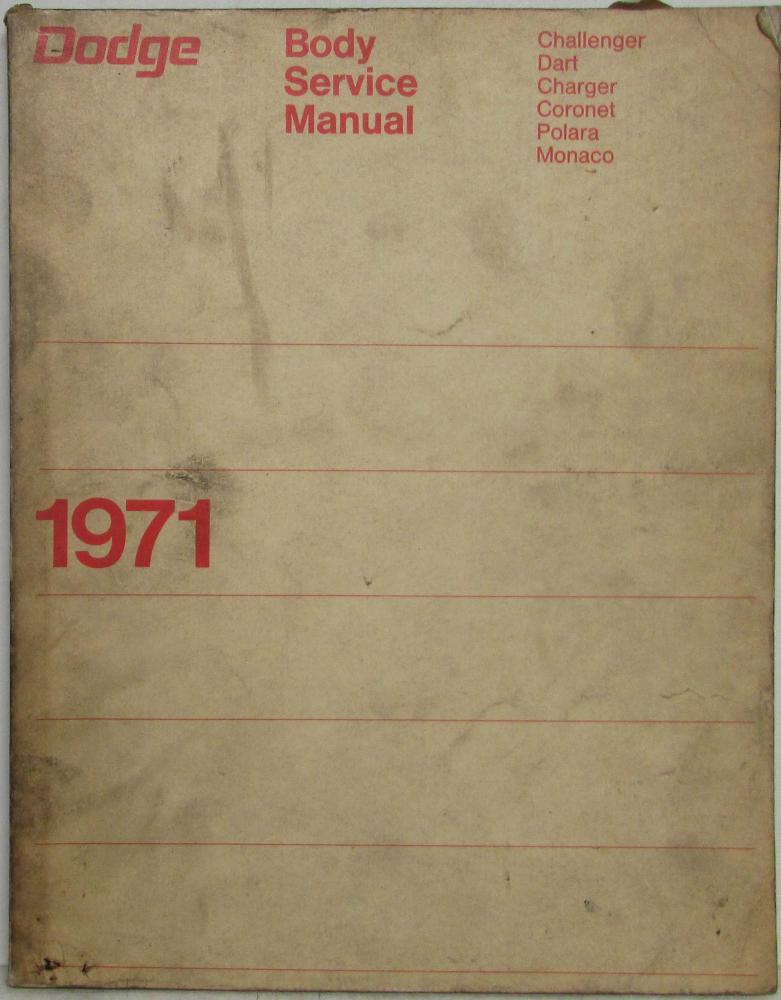 Dodge
Body
Service
Manual
Challenger
Dart
Charger
Coronet
Polara
Monaco
1971